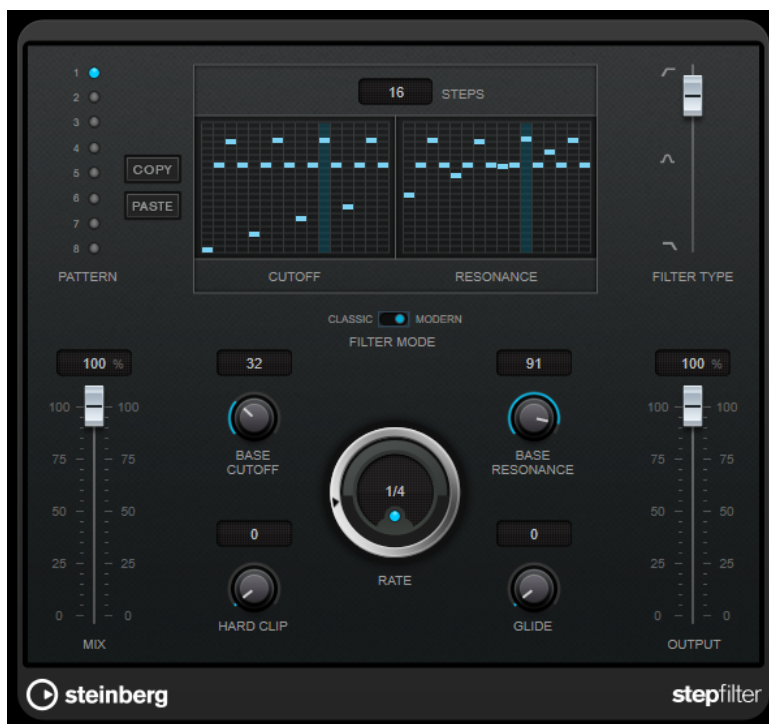 1
2
3
4
5
6
7
8
PATTERN
COPY
PASTE
16 STEPS
CUTOFF RESONANCE
FILTER TYPE
CLASSIC MODERN
FILTER MODE
100 %
100 100
75 75
50 50
25 25
0 0
MIX
32
BASE
CUTOFF
0
HARD CLIP
1/4
RATE
91
BASE
RESONANCE
0
GLIDE
100 %
100 100
75 75
50 50
25 25
0 0
OUTPUT
steinberg
stepfilter